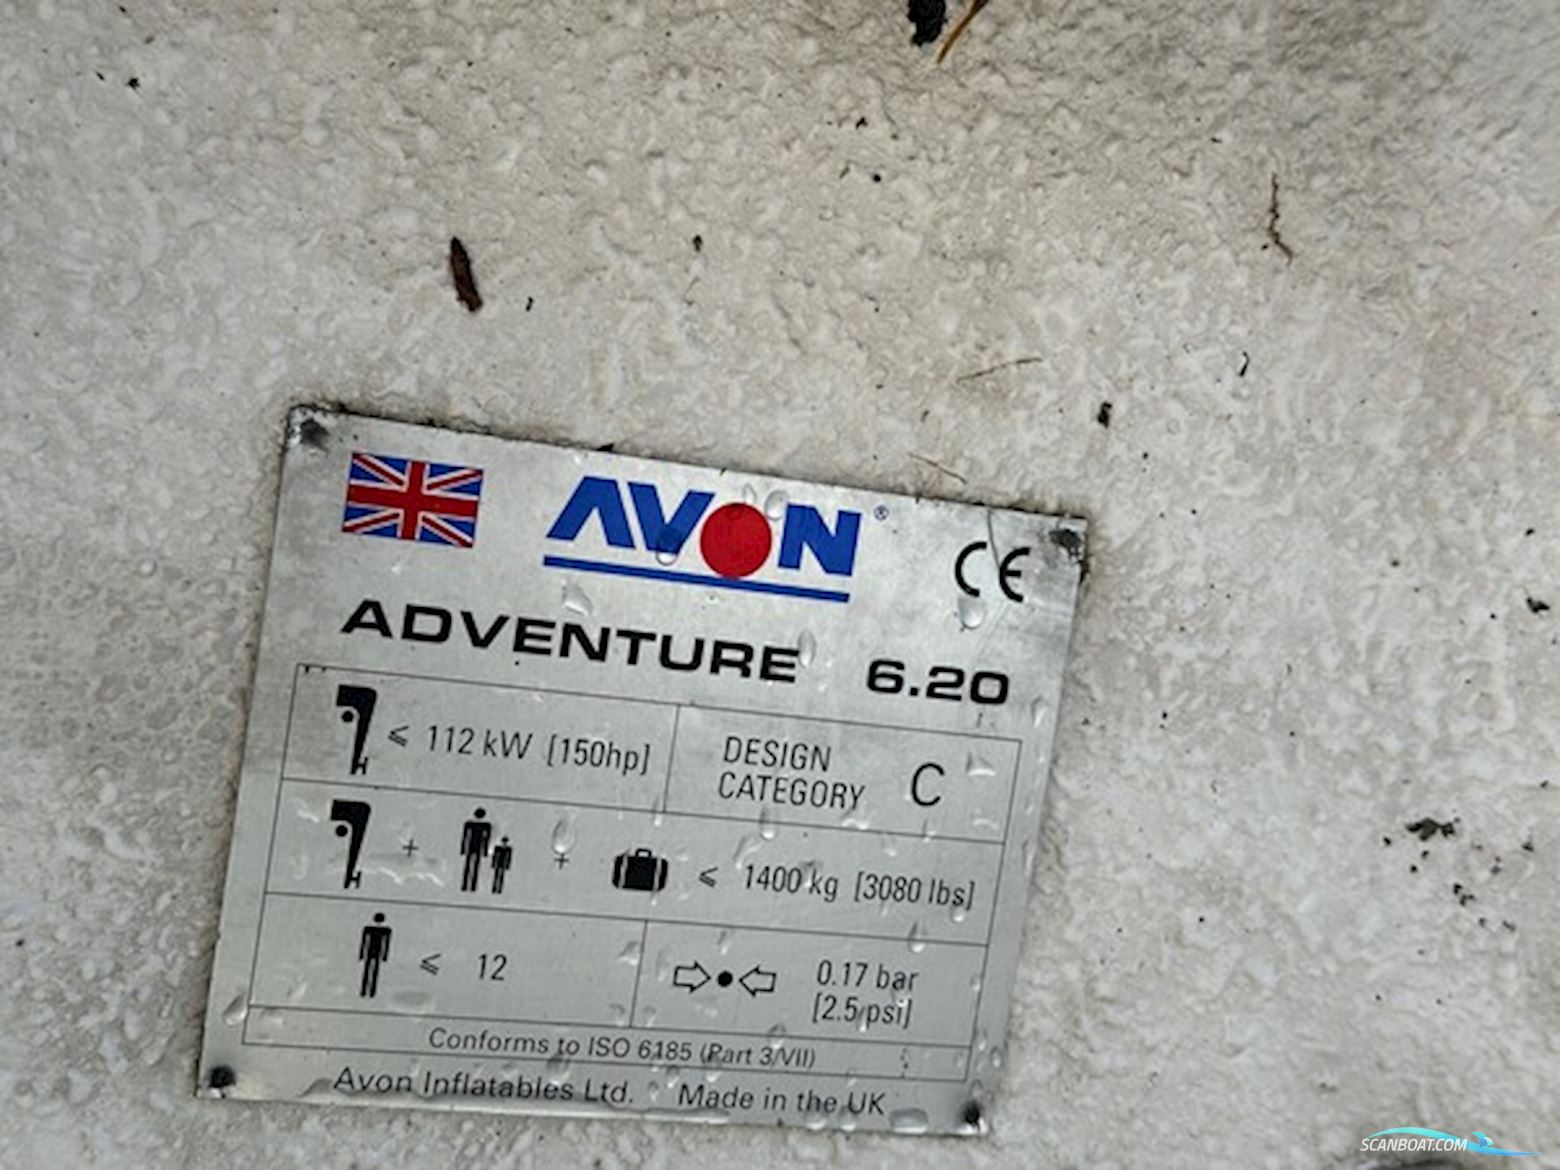 AVON®
CE
ADVENTURE 6.20
≤ 112 kW [150hp]
DESIGN
CATEGORY C
+ + ≤ 1400 kg [3080 lbs]
≤ 12
0.17 bar
[2.5 psi]
Conforms to ISO 6185 (Part 3/VII)
Avon Inflatables Ltd. Made in the UK
SCANBOAT.COM